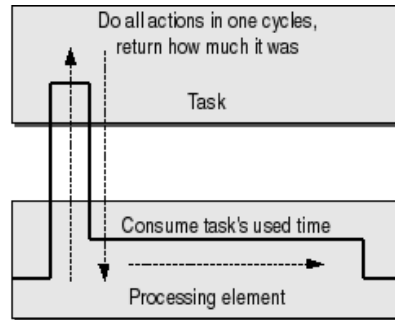 Do all actions in one cycles,
return how much it was
Task
Consume task's used time
Processing element